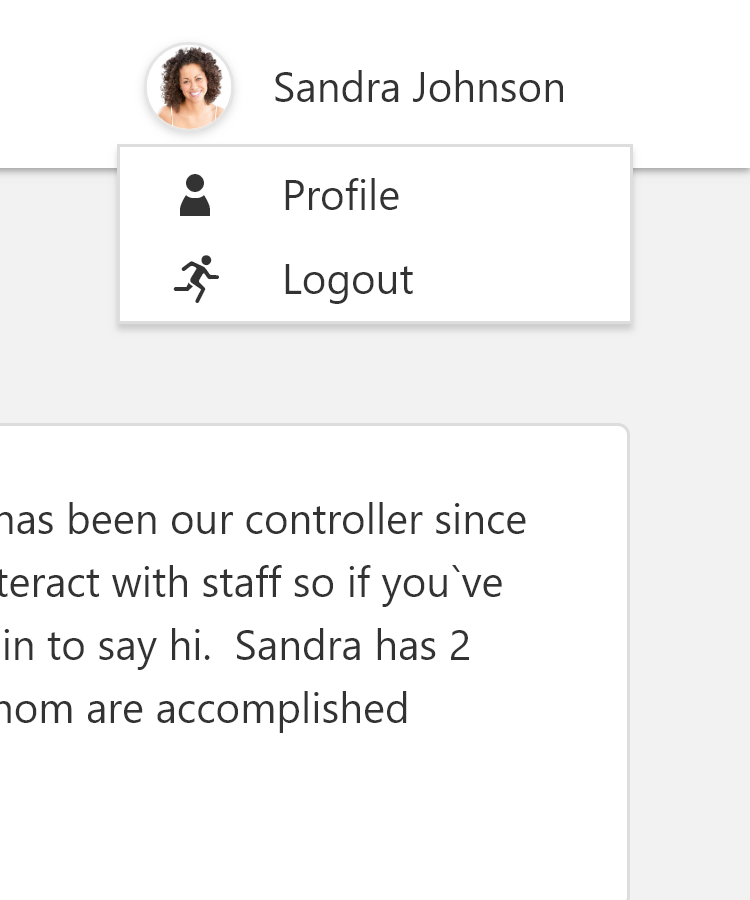 Sandra Johnson
Profile
Logout
has been our controller since
teract with staff so if you`ve
in to say hi.  Sandra has 2
are accomplished